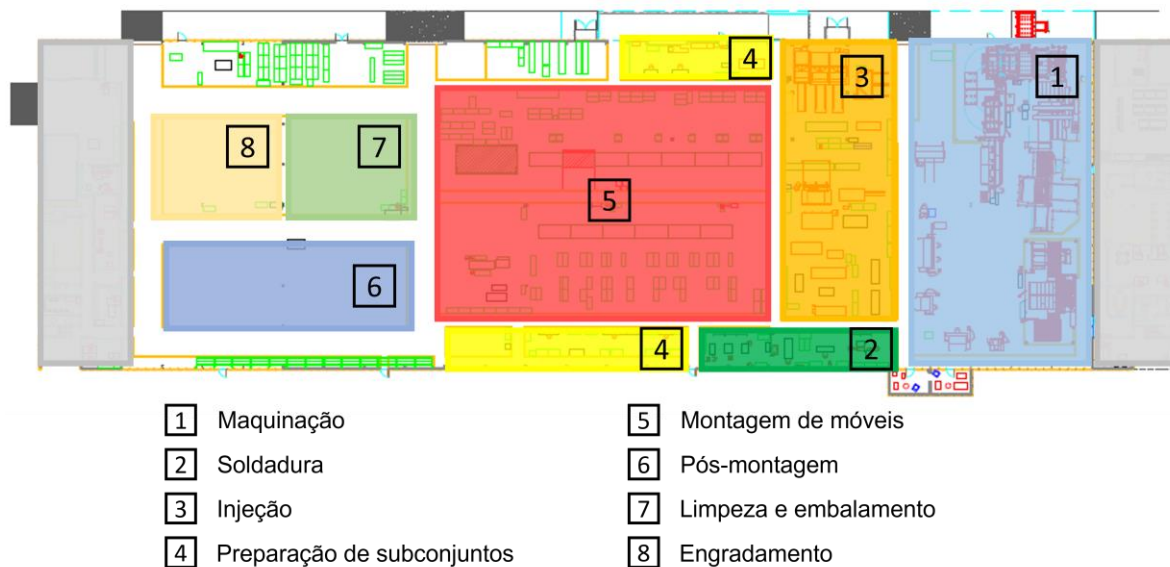 4
3
1
8
7
5
6
4
2
1 Maquinação
2 Soldadura
3 Injeção
4 Preparação de subconjuntos
5 Montagem de móveis
6 Pós-montagem
7 Limpeza e embalamento
8 Engradamento